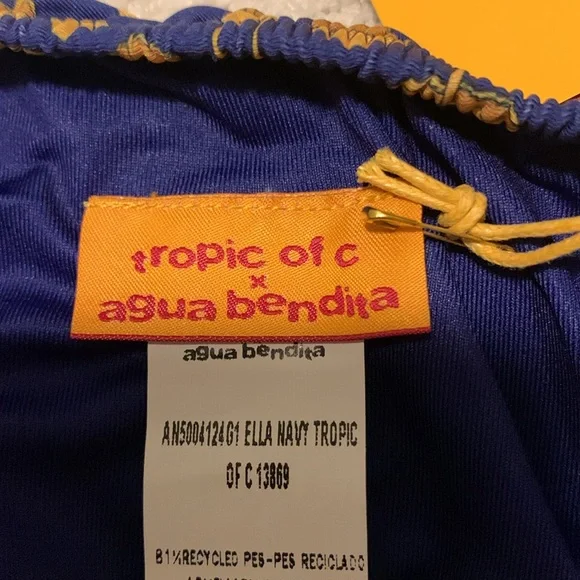 tropic of c
x
agua bendita
agua bendita
AN5004124G1 ELLA NAVY TROPIC
OF C 13869
81%RECYCLED PES-PES RECICLADO